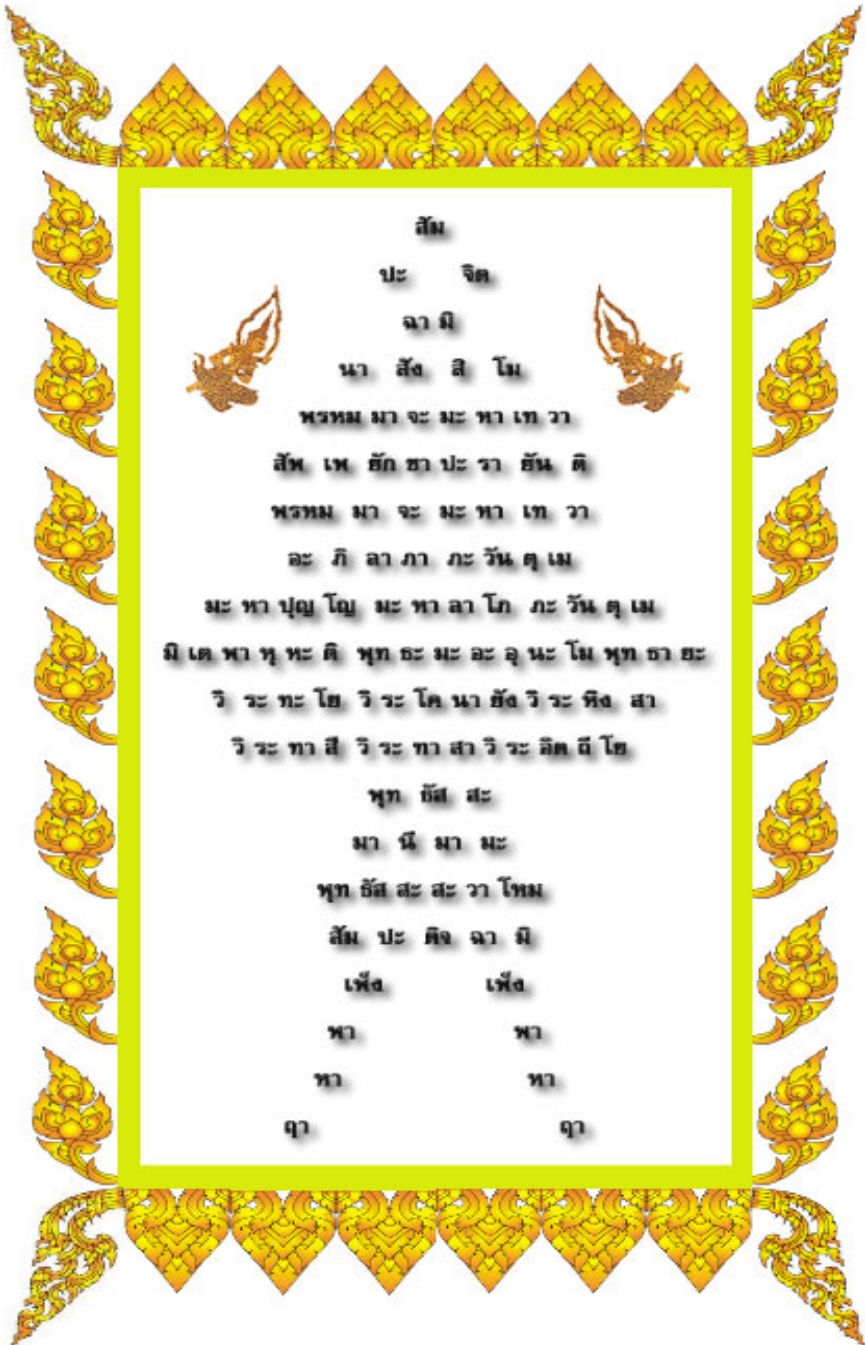 สัม
ปะ จิต
ฉา มิ
นา สัง สิ โม
พรหม มา จะ มะ หา เท วา
สัพ เพ ยัก ขา ปะ รา ยัน ติ
พรหม มา จะ มะ หา เท วา
อะ ภิ ลา ภา ภะ วัน ตุ เม
มะ หา ปุญ โญ มะ หา ลา โภ ภะ วัน ตุ เม
มิ เต พา หุ หะ ติ พุท ธะ มะ อะ อุ นะ โม พุท ธา ยะ
วิ ระ ทะ โย วิ ระ โค นา ยัง วิ ระ หิง สา
วิ ระ ทา สี วิ ระ ทา สา วิ ระ อิต ถี โย
พุท ธัส สะ
มา นี มา มะ
พุท ธัส สะ สะ วา โหม
สัม ปะ ติจ ฉา มิ
เพ็ง เพ็ง
พา พา
หา หา
ฤา ฤา